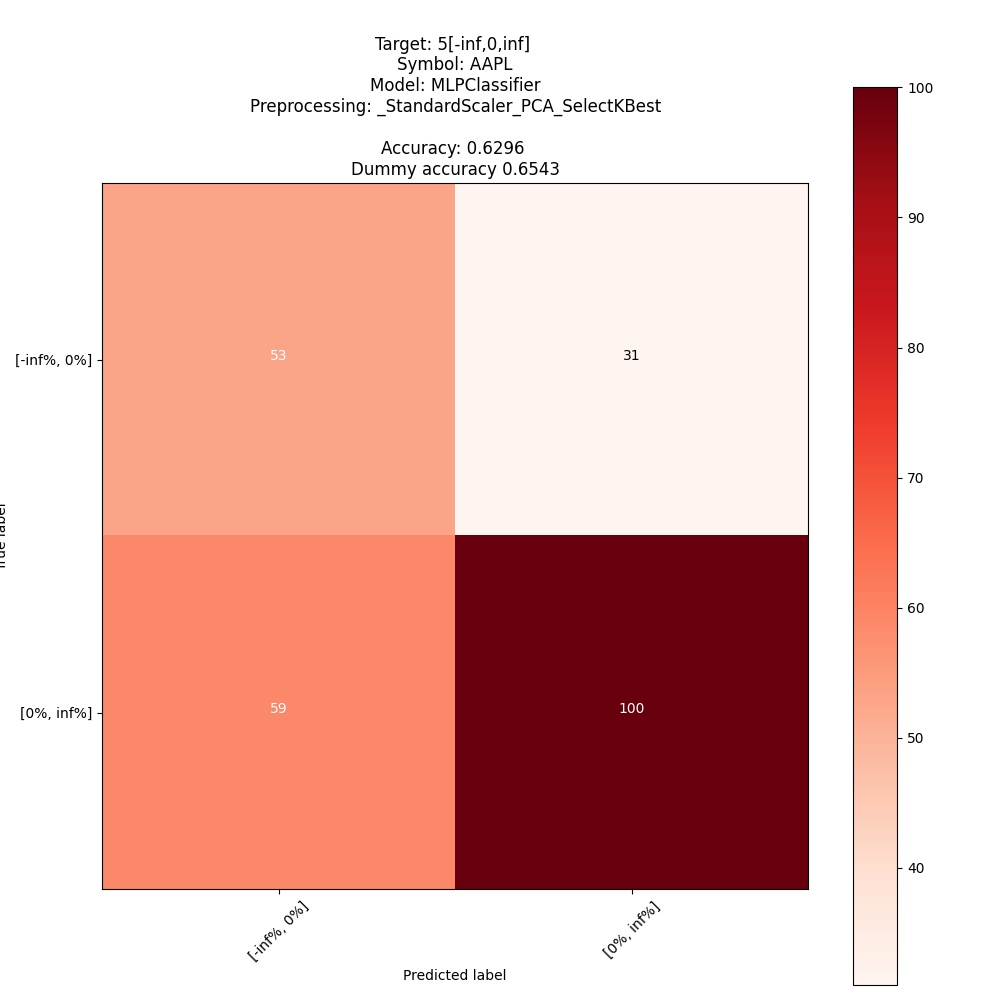 Target: 5[-inf,0,inf]
Symbol: AAPL
Model: MLPClassifier
Preprocessing: _StandardScaler_PCA_SelectKBest
Accuracy: 0.6296
Dummy accuracy 0.6543
[-inf%, 0%]
53
31
[0%, inf%]
59
100
[-inf%, 0%]
[0%, inf%]
Predicted label
True label
100
90
80
70
60
50
40